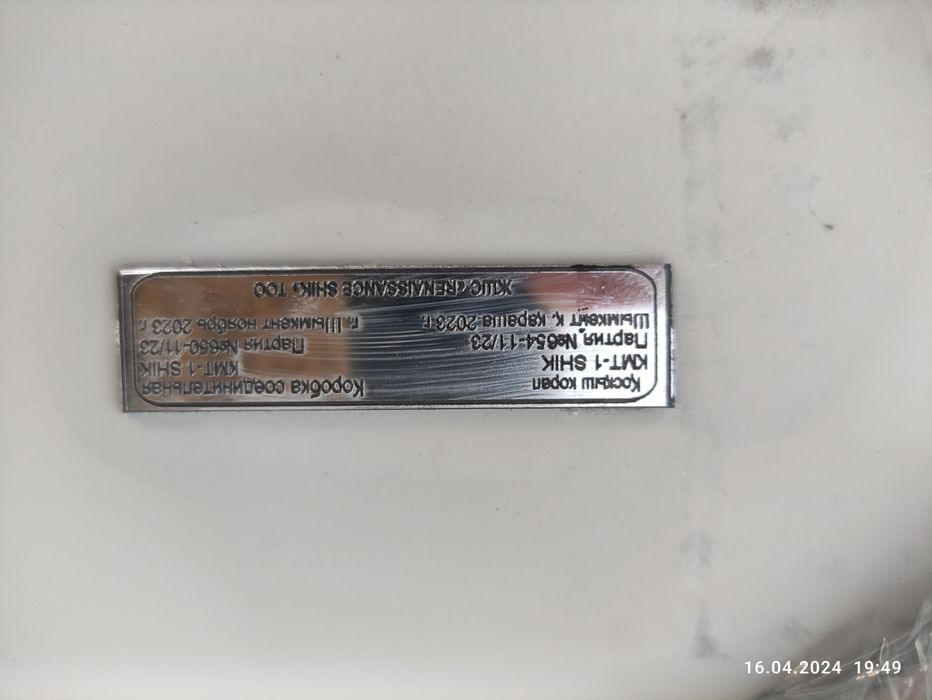 Қосқыш қорап
КМТ-1 SHIK
Партия №654-11/23
Шымкент қ. қараша 2023 г.
Коробка соединительная
КМТ-1 SHIK
Партия №650-11/23
г. Шымкент ноябрь 2023 г.
ЖШС «RENAISSANCE SHIK» ТОО
16.04.2024 19:49